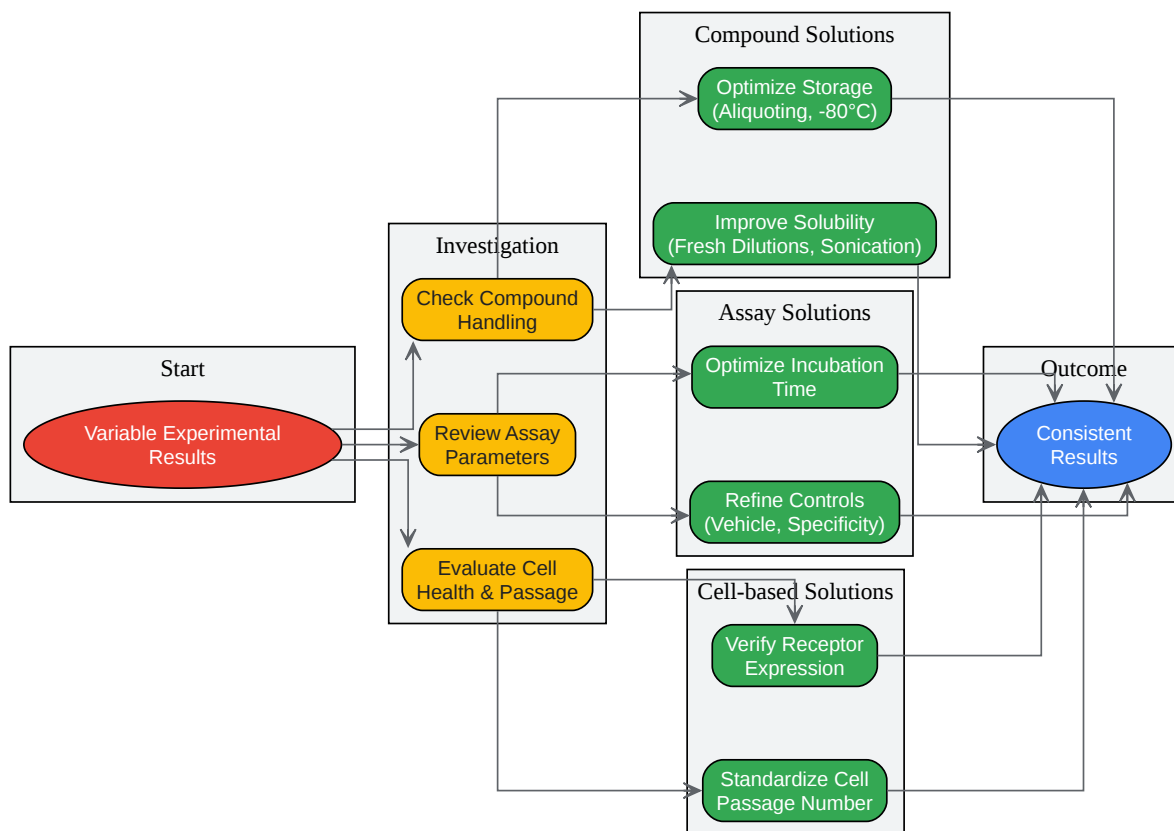 Start
Variable Experimental
Results
Investigation
Check Compound
Handling
Review Assay
Parameters
Evaluate Cell
Health & Passage
Compound Solutions
Optimize Storage
(Aliquoting, -80°C)
Improve Solubility
(Fresh Dilutions, Sonication)
Assay Solutions
Optimize Incubation
Time
Refine Controls
(Vehicle, Specificity)
Cell-based Solutions
Verify Receptor
Expression
Standardize Cell
Passage Number
Outcome
Consistent
Results